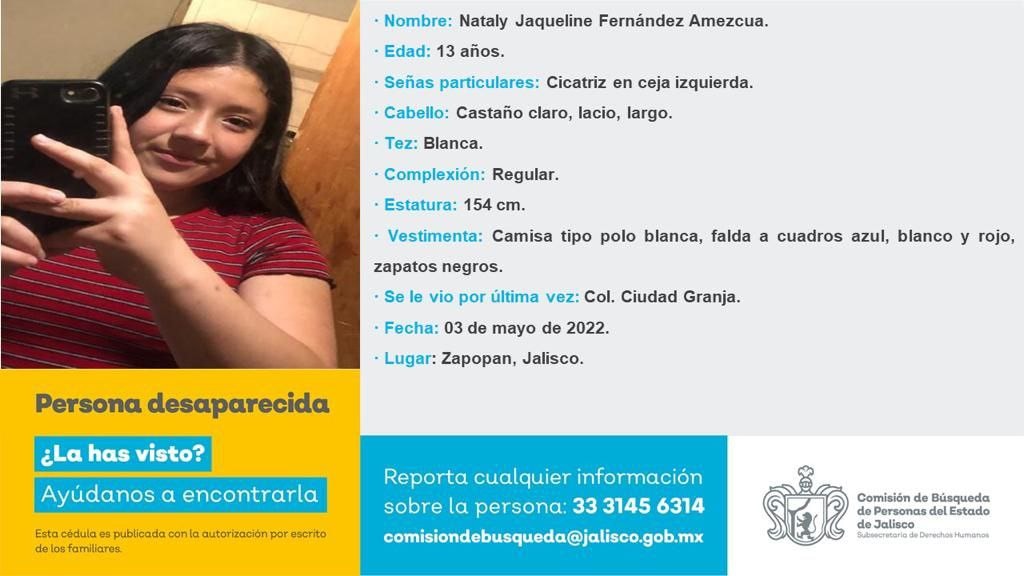 · Nombre: Nataly Jaqueline Fernández Amezcua.
· Edad: 13 años.
· Señas particulares: Cicatriz en ceja izquierda.
· Cabello: Castaño claro, lacio, largo.
· Tez: Blanca.
· Complexión: Regular.
· Estatura: 154 cm.
· Vestimenta: Camisa tipo polo blanca, falda a cuadros azul, blanco y rojo,
zapatos negros.
· Se le vio por última vez: Col. Ciudad Granja.
· Fecha: 03 de mayo de 2022.
· Lugar: Zapopan, Jalisco.
Persona desaparecida
¿La has visto?
Ayúdanos a encontrarla
Esta cédula es publicada con la autorización por escrito
de los familiares.
Reporta cualquier información
sobre la persona: 33 3145 6314
comisiondebusqueda@jalisco.gob.mx
Comisión de Búsqueda
de Personas del Estado
de Jalisco
Subsecretaría de Derechos Humanos